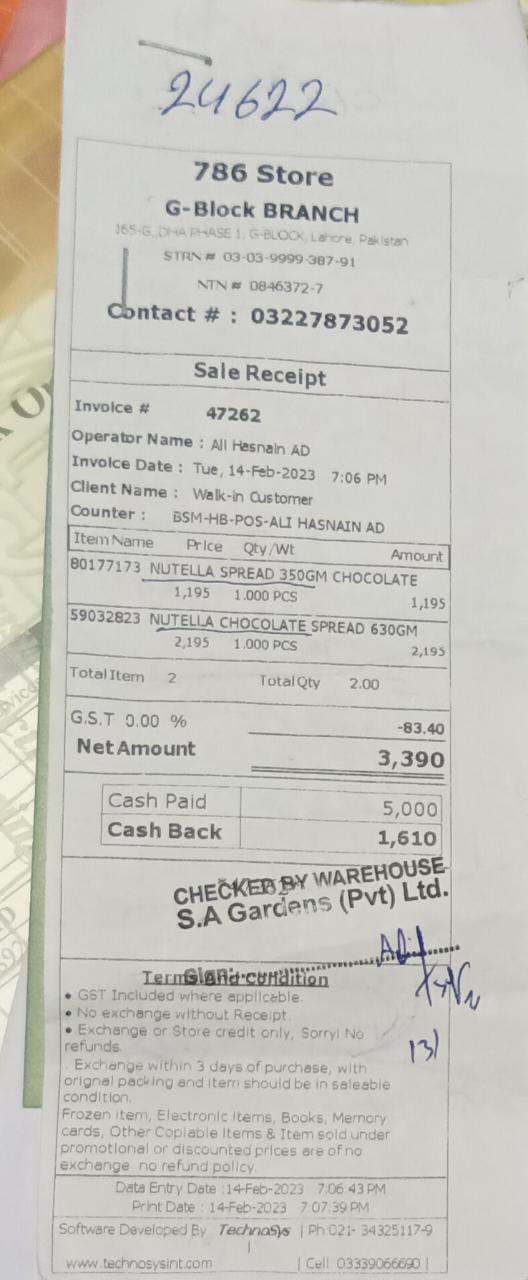 24622
786 Store
G-Block BRANCH
165-G, DHA PHASE 1, G-BLOCK, Lahore, Pakistan
STRN # 03-03-9999-387-91
NTN # 0846372-7
Contact # : 03227873052
Sale Receipt
Invoice # 47262
Operator Name : Ali Hasnain AD
Invoice Date : Tue, 14-Feb-2023 7:06 PM
Client Name : Walk-in Customer
Counter : BSM-HB-POS-ALI HASNAIN AD
Item Name Price Qty/Wt Amount
80177173 NUTELLA SPREAD 350GM CHOCOLATE
1,195 1.000 PCS 1,195
59032823 NUTELLA CHOCOLATE SPREAD 630GM
2,195 1.000 PCS 2,195
Total Item 2 Total Qty 2.00
G.S.T 0.00 % -83.40
Net Amount 3,390
Cash Paid 5,000
Cash Back 1,610
CHECKED BY WAREHOUSE
S.A Gardens (Pvt) Ltd.
Sign:
Terms And Condition
• GST Included where applicable.
• No exchange without Receipt.
• Exchange or Store credit only, Sorry! No
refunds.
. Exchange within 3 days of purchase, with
orignal packing and item should be in saleable
condition.
Frozen item, Electronic Items, Books, Memory
cards, Other Copiable Items & Item sold under
promotional or discounted prices are of no
exchange no refund policy.
131
Data Entry Date :14-Feb-2023 7:06:43 PM
Print Date : 14-Feb-2023 7:07:39 PM
Software Developed By TechnoSys | Ph:021- 34325117-9
|
www.technosysint.com | Cell 03339066690 |